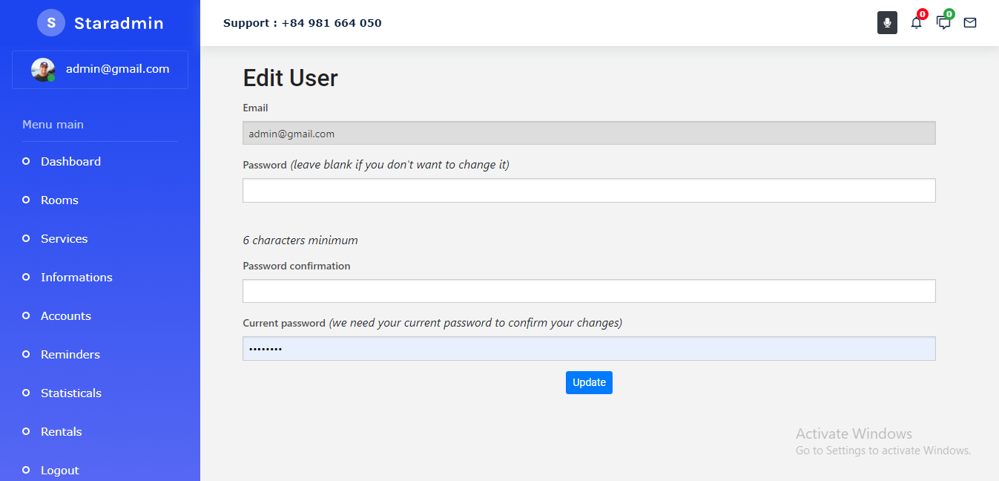 S Staradmin
Support : +84 981 664 050
0
0
admin@gmail.com
Menu main
Dashboard
Rooms
Services
Informations
Accounts
Reminders
Statisticals
Rentals
Logout
Edit User
Email
admin@gmail.com
Password (leave blank if you don't want to change it)
6 characters minimum
Password confirmation
Current password (we need your current password to confirm your changes)
••••••••
Update
Activate Windows
Go to Settings to activate Windows.